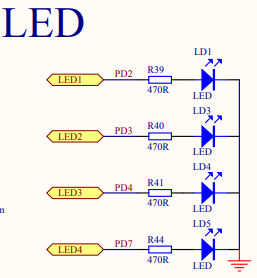 LED
LD1
LED1 PD2 R39
470R LED
LD3
LED2 PD3 R40
470R LED
LD4
LED3 PD4 R41
470R LED
n
LD5
LED4 PD7 R44
470R LED